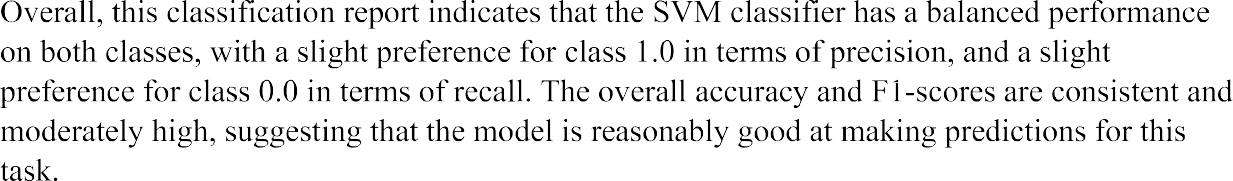 Overall, this classification report indicates that the SVM classifier has a balanced performance
on both classes, with a slight preference for class 1.0 in terms of precision, and a slight
preference for class 0.0 in terms of recall. The overall accuracy and F1-scores are consistent and
moderately high, suggesting that the model is reasonably good at making predictions for this
task.